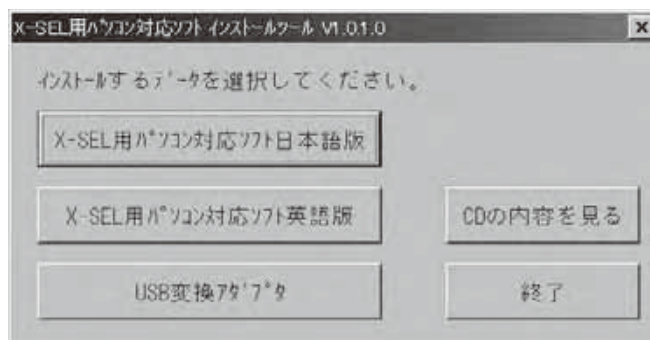 X-SEL用ﾊﾟｿｺﾝ対応ｿﾌﾄ ｲﾝｽﾄｰﾙﾂｰﾙ V1.0.1.0
ｲﾝｽﾄｰﾙするﾃﾞｰﾀを選択してください。
X-SEL用ﾊﾟｿｺﾝ対応ｿﾌﾄ日本語版
X-SEL用ﾊﾟｿｺﾝ対応ｿﾌﾄ英語版
CDの内容を見る
USB変換ｱﾀﾞﾌﾟﾀ
終了